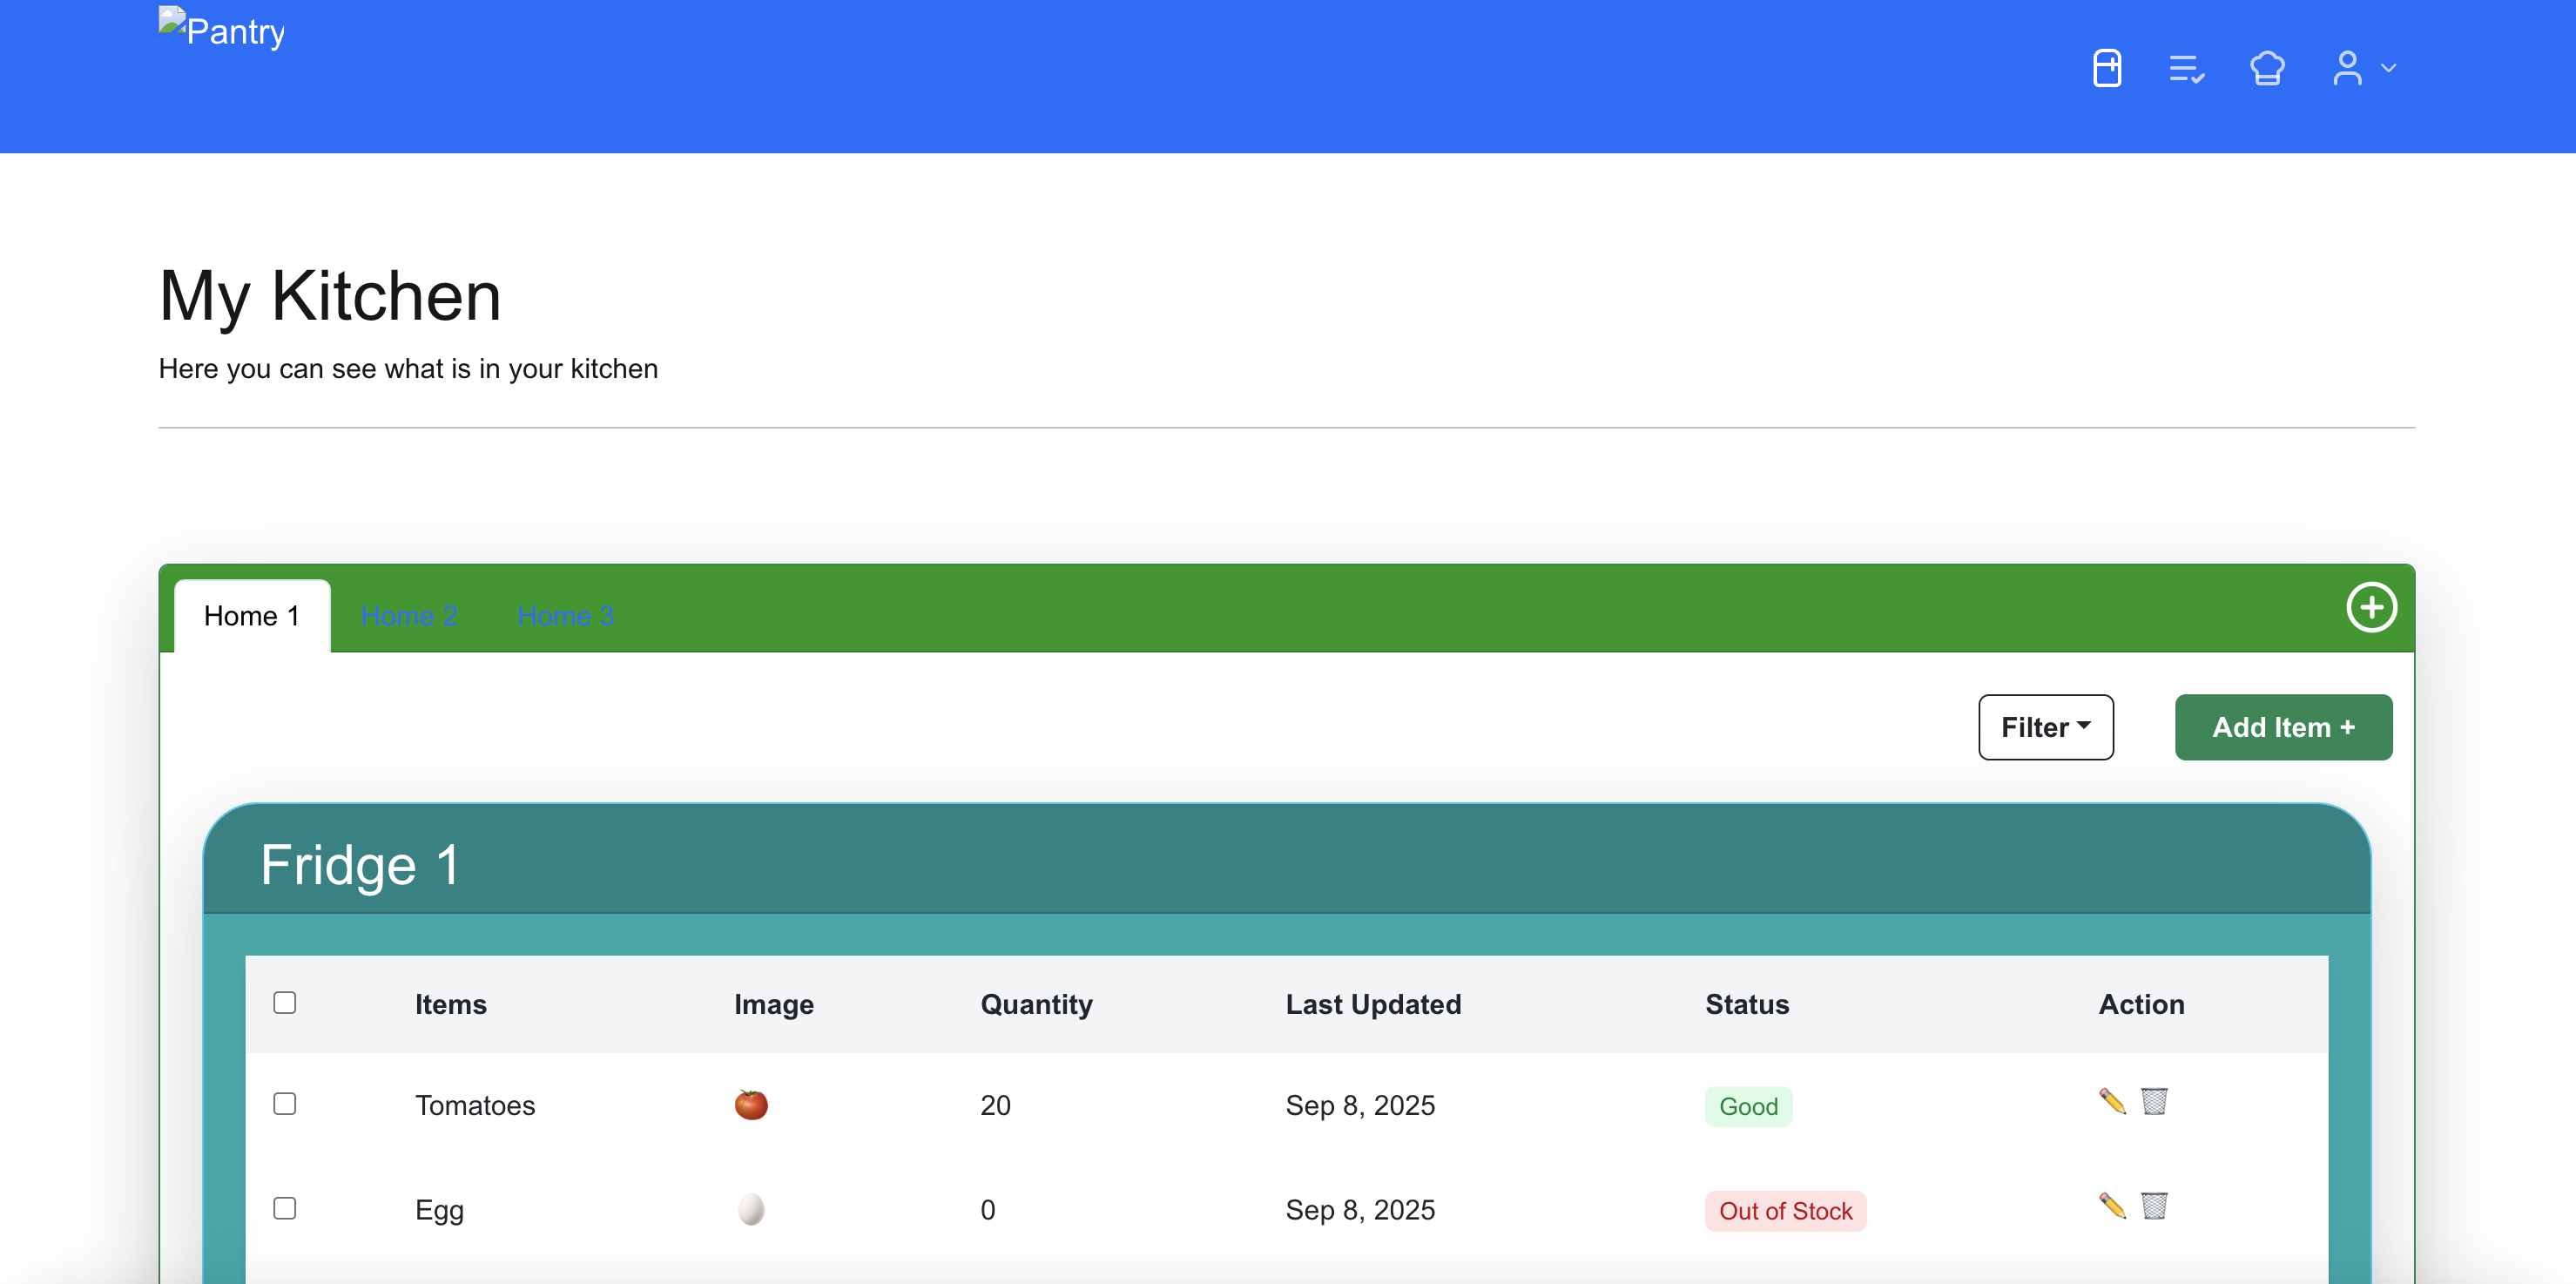 Pantry
My Kitchen
Here you can see what is in your kitchen
Home 1 Home 2 Home 3
Filter Add Item +
Fridge 1
Items Image Quantity Last Updated Status Action
Tomatoes 20 Sep 8, 2025 Good
Egg 0 Sep 8, 2025 Out of Stock